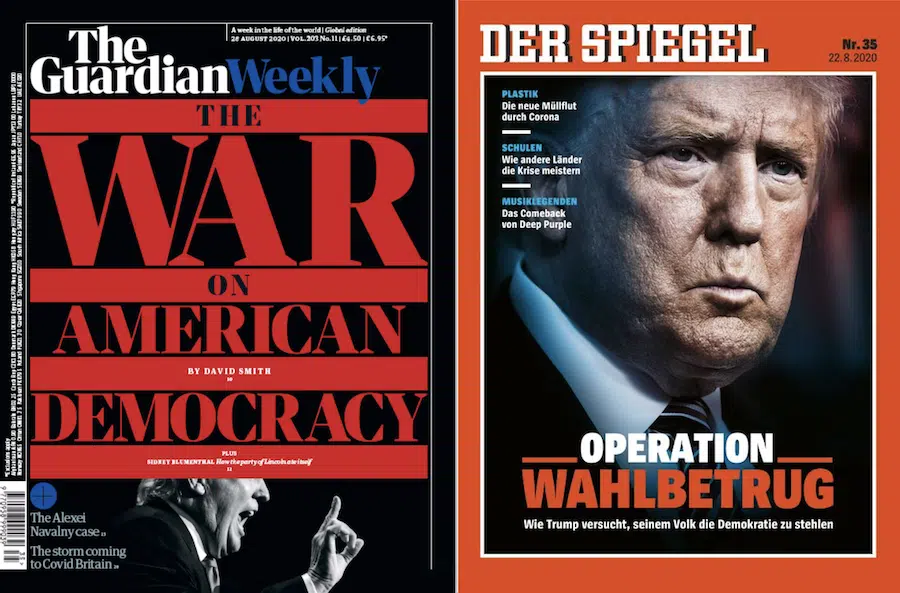 The
Guardian Weekly
A week in the life of the world | Global edition
28 AUGUST 2020 | VOL.203 No.11 | £4.50 | €6.95*
THE
WAR
ON
AMERICAN
BY DAVID SMITH
10
DEMOCRACY
PLUS
SIDNEY BLUMENTHAL How the party of Lincoln ate itself
The Alexei
Navalny case
The storm coming
to Covid Britain
DER SPIEGEL
Nr. 35
22.8.2020
PLASTIK
Die neue Müllflut
durch Corona
SCHULEN
Wie andere Länder
die Krise meistern
MUSIKLEGENDEN
Das Comeback
von Deep Purple
OPERATION
WAHLBETRUG
Wie Trump versucht, seinem Volk die Demokratie zu stehlen